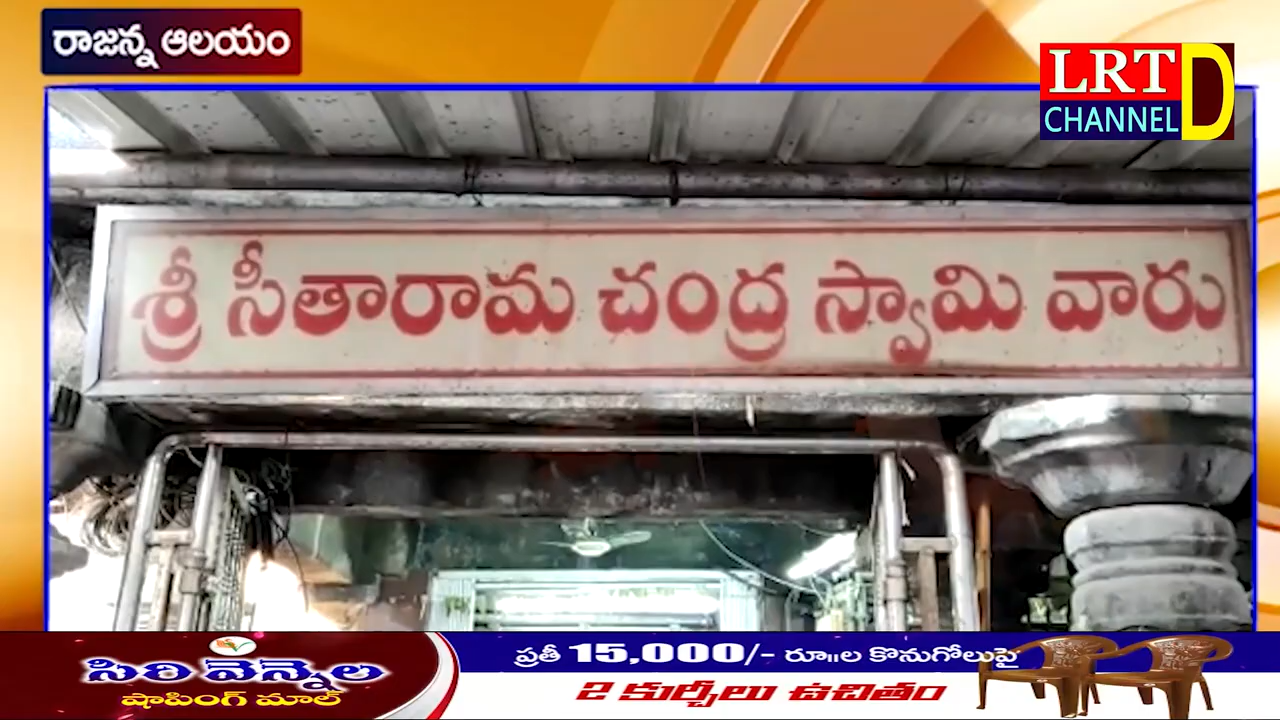 రాజన్న ఆలయం
LRT D
CHANNEL
శ్రీ సీతారామ చంద్ర స్వామి వారు
సిరి వెన్నెల
షాపింగ్ మాల్
ప్రతీ 15,000/- రూ॥ల కొనుగోలుపై
2 కుర్చీలు ఉచితం